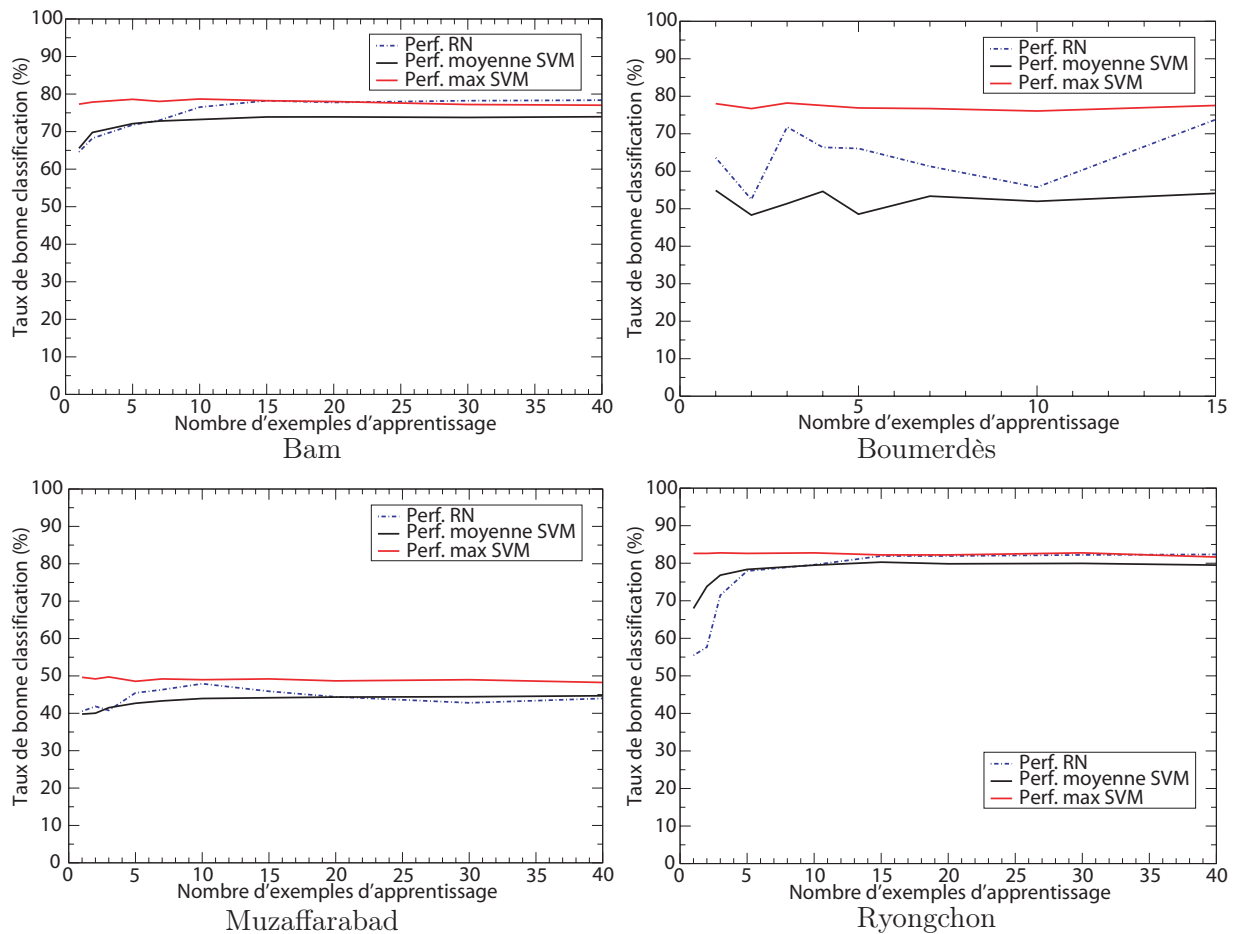 Taux de bonne classification (%)
100
90
80
70
60
50
40
30
20
10
0
Perf. RN
Perf. moyenne SVM
Perf. max SVM
0 5 10 15 20 25 30 35 40
Nombre d'exemples d'apprentissage
Bam
Taux de bonne classification (%)
100
90
80
70
60
50
40
30
20
10
0
Perf. RN
Perf. moyenne SVM
Perf. max SVM
0 5 10 15
Nombre d'exemples d'apprentissage
Boumerdès
Taux de bonne classification (%)
100
90
80
70
60
50
40
30
20
10
0
Perf. RN
Perf. moyenne SVM
Perf. max SVM
0 5 10 15 20 25 30 35 40
Nombre d'exemples d'apprentissage
Muzaffarabad
Taux de bonne classification (%)
100
90
80
70
60
50
40
30
20
10
0
Perf. RN
Perf. moyenne SVM
Perf. max SVM
0 5 10 15 20 25 30 35 40
Nombre d'exemples d'apprentissage
Ryongchon